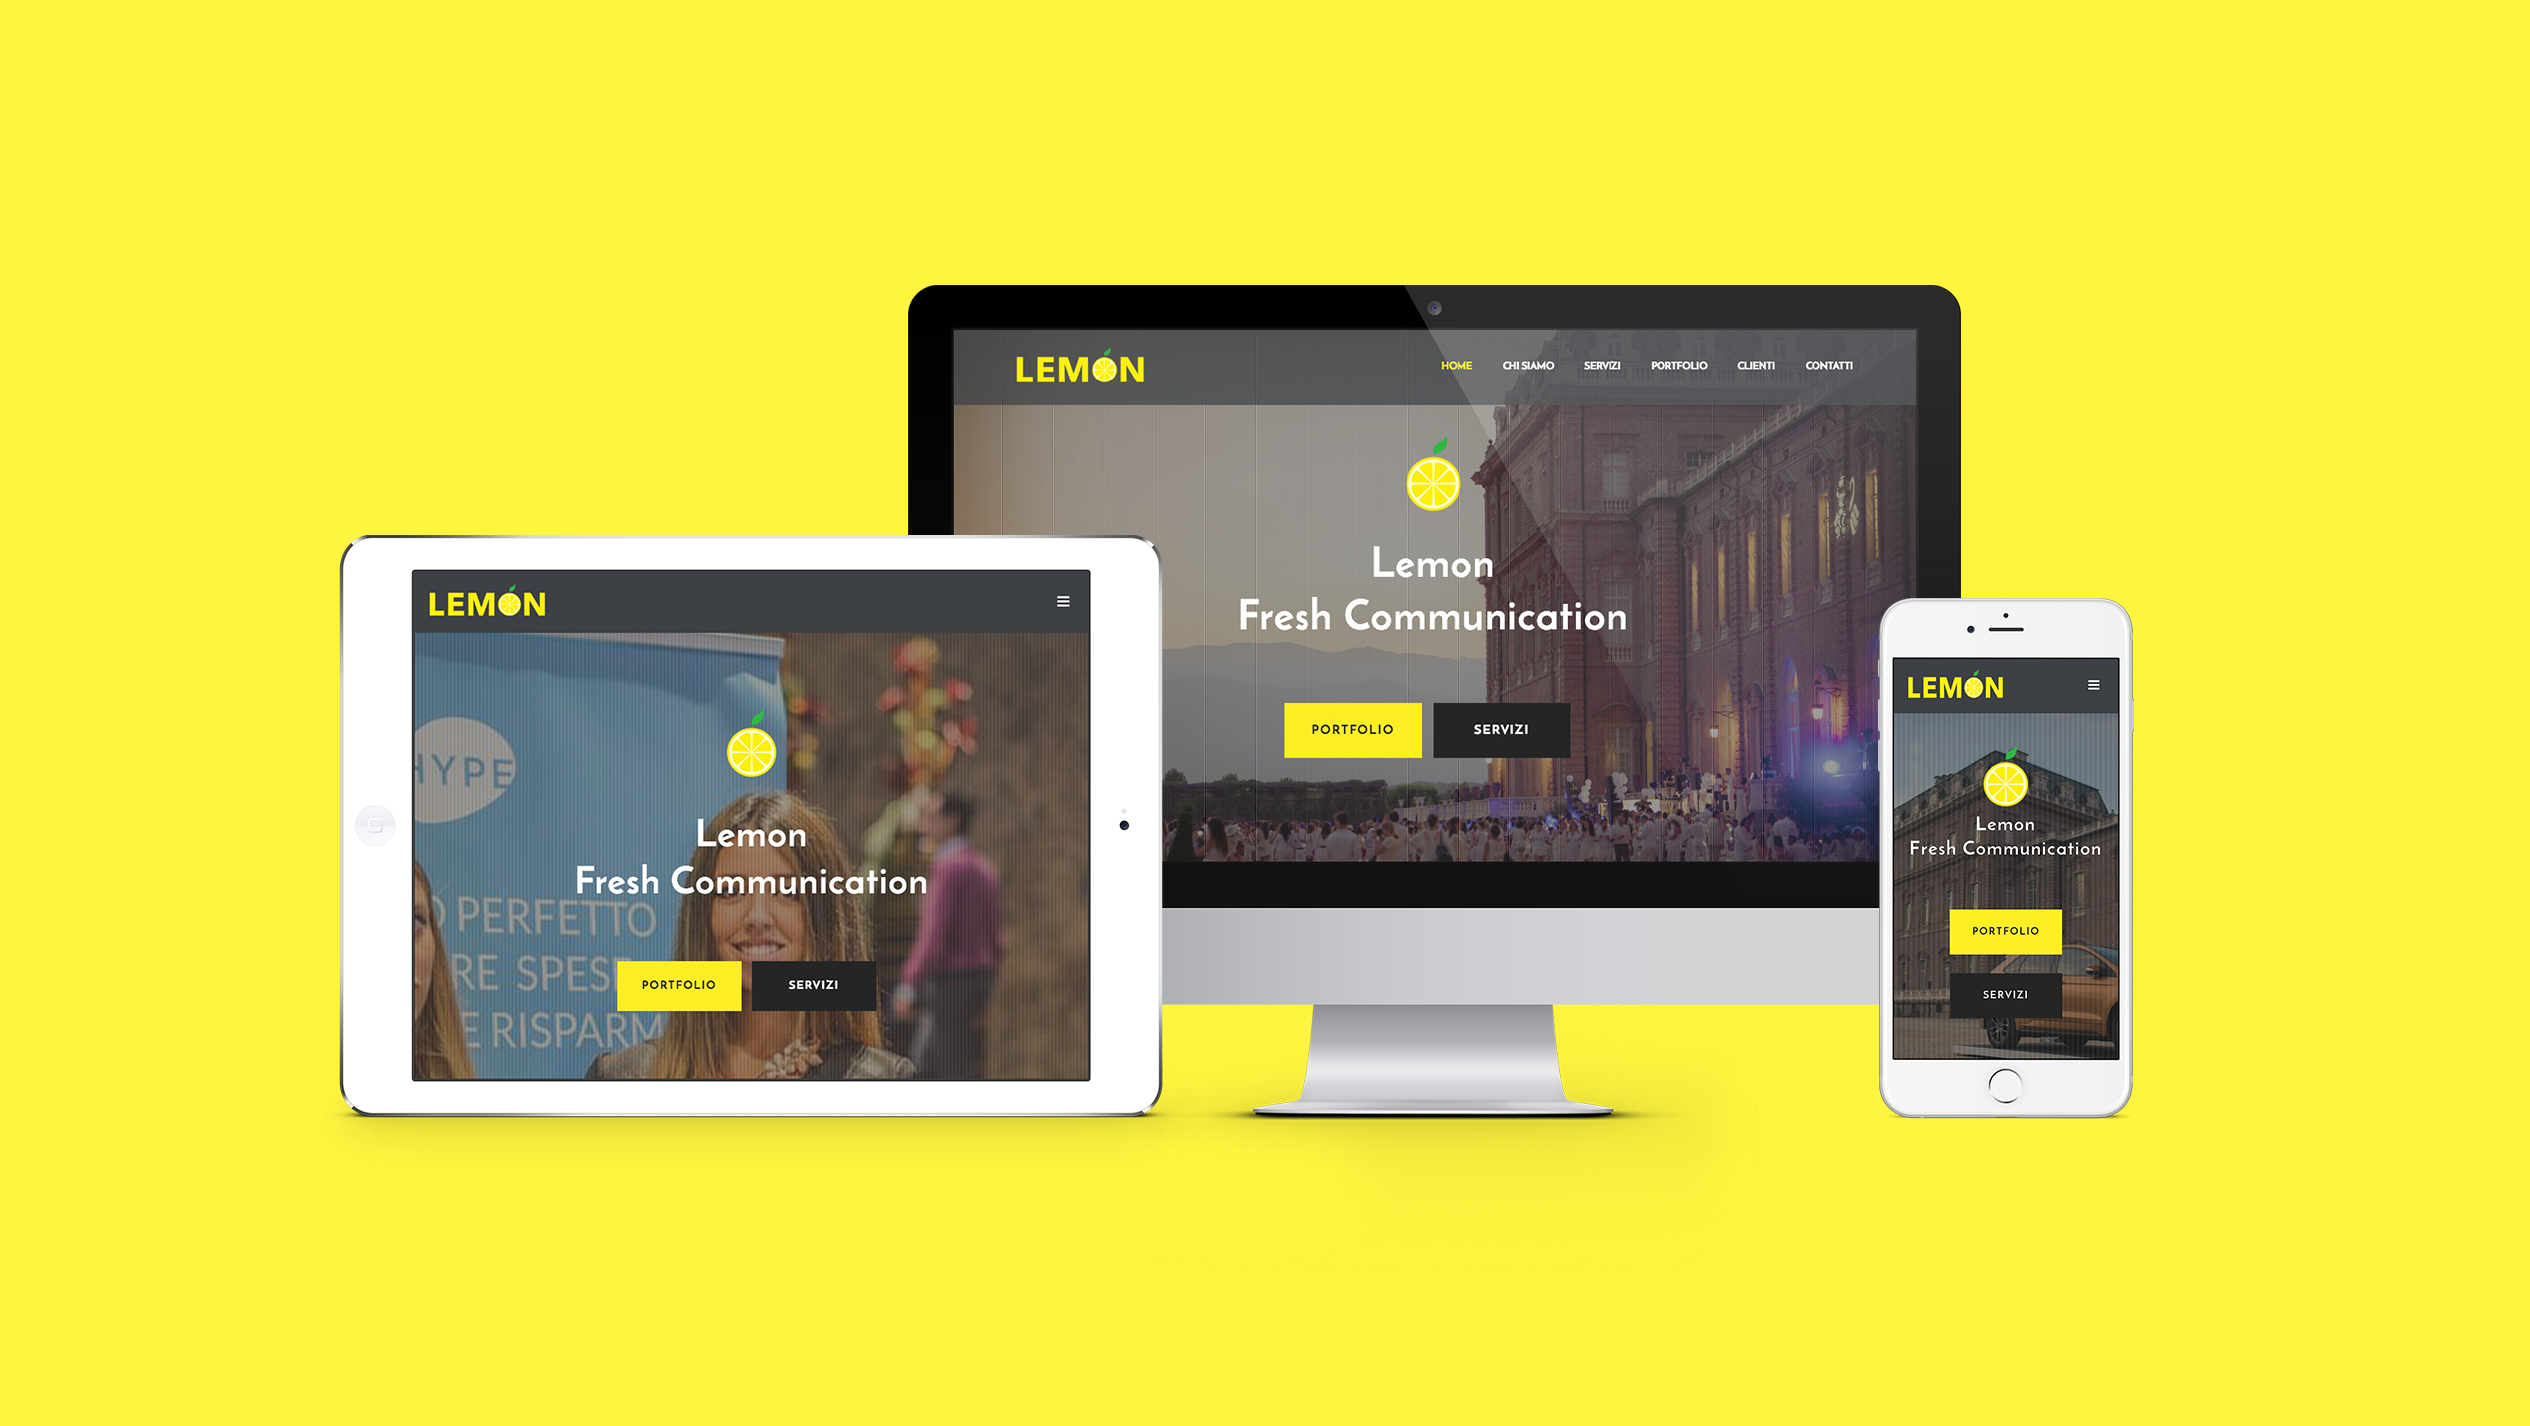 LEMON
HOME CHI SIAMO SERVIZI PORTFOLIO CLIENTI CONTATTI
Lemon
Fresh Communication
PORTFOLIO SERVIZI
LEMON
HYPE
Lemon
Fresh Communication
PERFETTO
RE SPESE
E RISPARM
PORTFOLIO SERVIZI
LEMON
Lemon
Fresh Communication
PORTFOLIO
SERVIZI